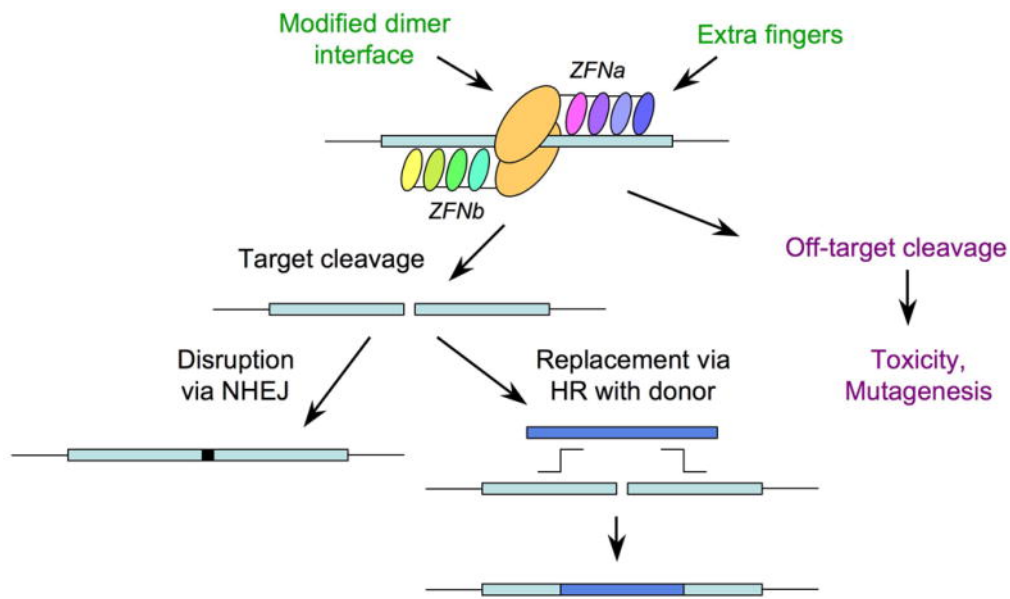 Modified dimer
interface
Extra fingers
ZFNa
ZFNb
Target cleavage
Off-target cleavage
Disruption
via NHEJ
Replacement via
HR with donor
Toxicity,
Mutagenesis